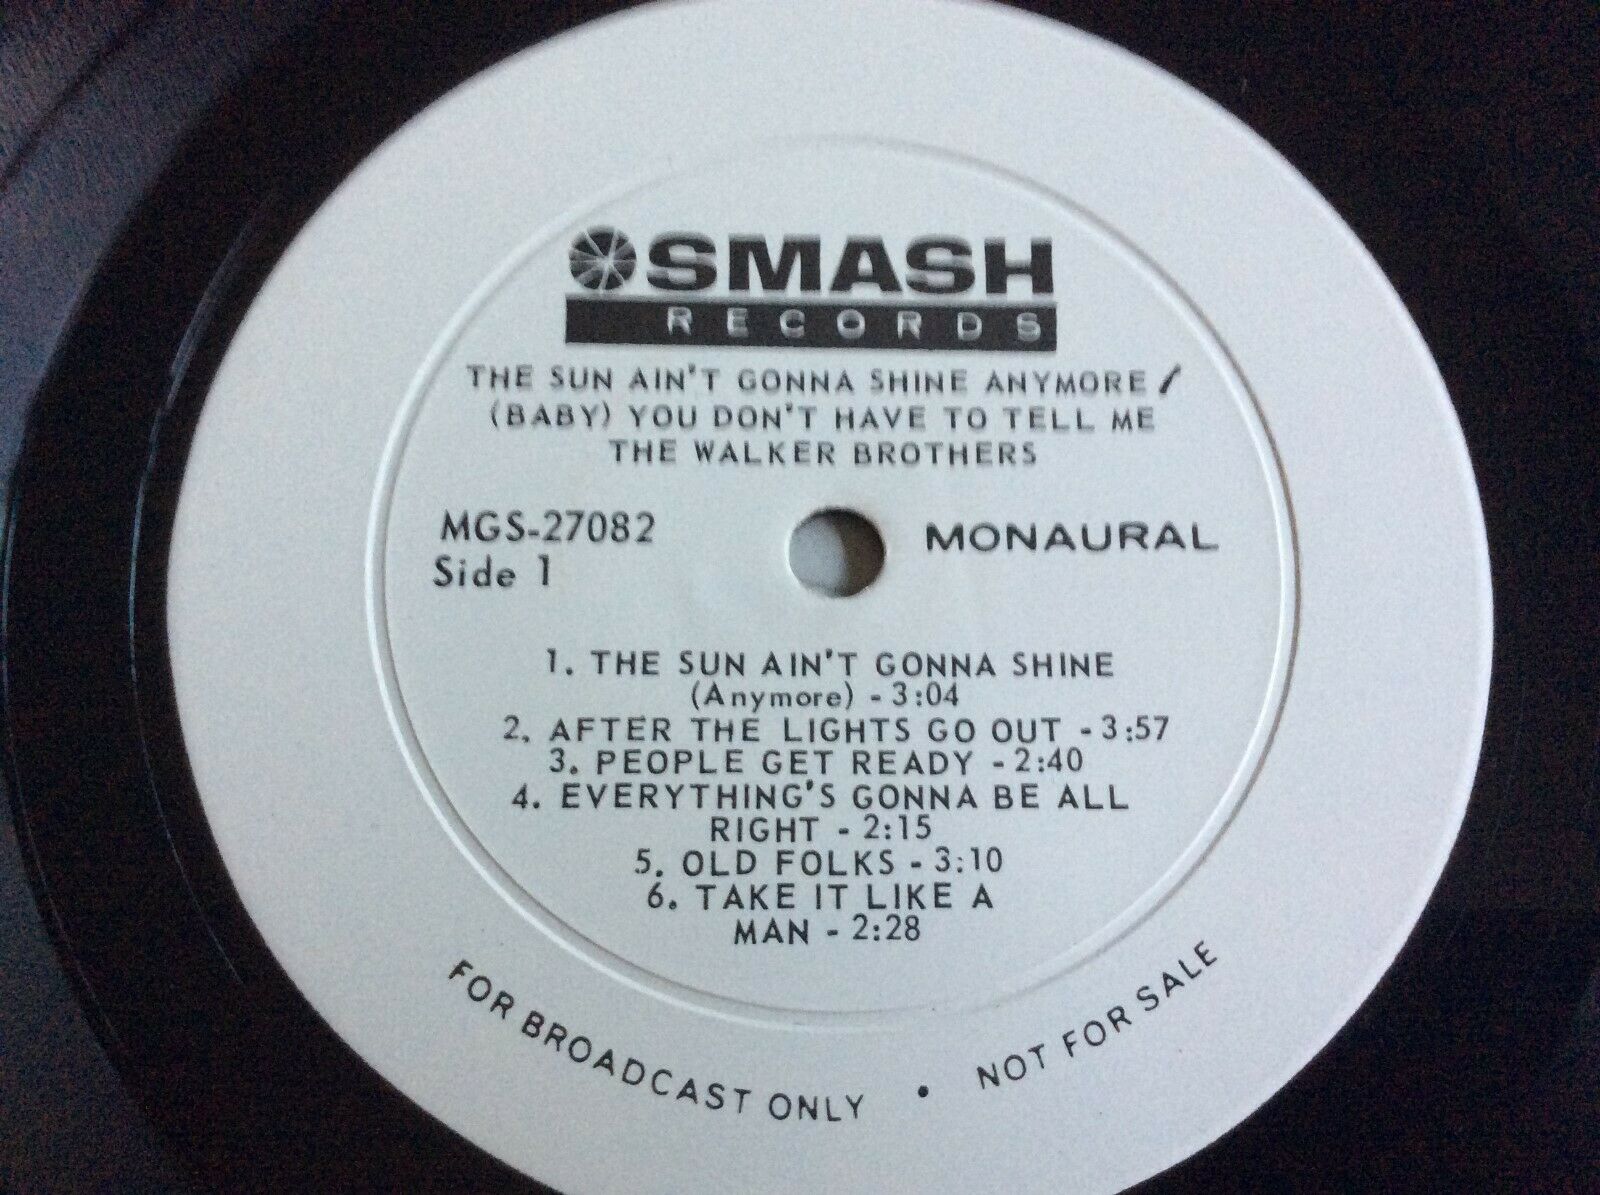 SMASH
RECORDS
THE SUN AIN'T GONNA SHINE ANYMORE /
(BABY) YOU DON'T HAVE TO TELL ME
THE WALKER BROTHERS
MGS-27082
MONAURAL
Side 1
1. THE SUN AIN'T GONNA SHINE
(Anymore) - 3:04
2. AFTER THE LIGHTS GO OUT - 3:57
3. PEOPLE GET READY - 2:40
4. EVERYTHING'S GONNA BE ALL
RIGHT - 2:15
5. OLD FOLKS - 3:10
6. TAKE IT LIKE A
MAN - 2:28
FOR BROADCAST ONLY • NOT FOR SALE